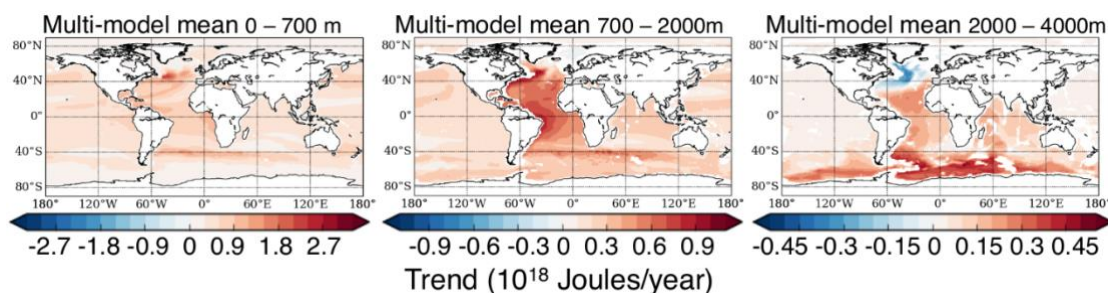 Multi-model mean 0 – 700 m
80°N
40°N
0°
40°S
80°S
180° 120°W 60°W 0° 60°E 120°E 180°
-2.7 -1.8 -0.9 0 0.9 1.8 2.7
Multi-model mean 700 – 2000m
80°N
40°N
0°
40°S
80°S
180° 120°W 60°W 0° 60°E 120°E 180°
-0.9 -0.6 -0.3 0 0.3 0.6 0.9
Multi-model mean 2000 – 4000m
80°N
40°N
0°
40°S
80°S
180° 120°W 60°W 0° 60°E 120°E 180°
-0.45 -0.30 -0.15 0 0.15 0.30 0.45
Trend (10¹⁸ Joules/year)